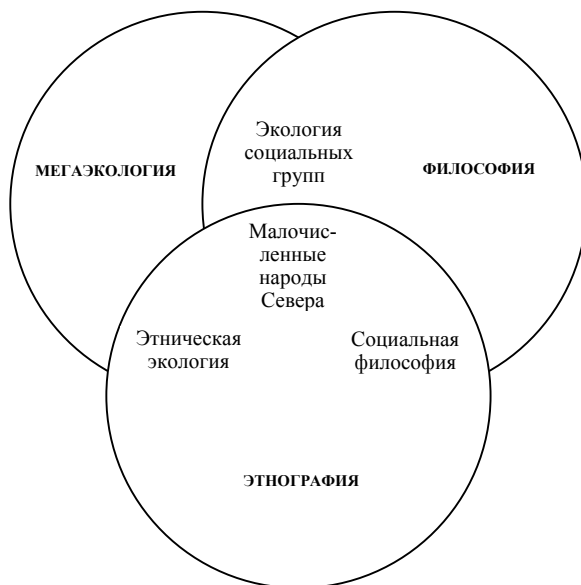 Экология
социальных
групп
МЕГАЭКОЛОГИЯ
ФИЛОСОФИЯ
Малочис-
ленные
народы
Севера
Этническая
экология
Социальная
философия
ЭТНОГРАФИЯ